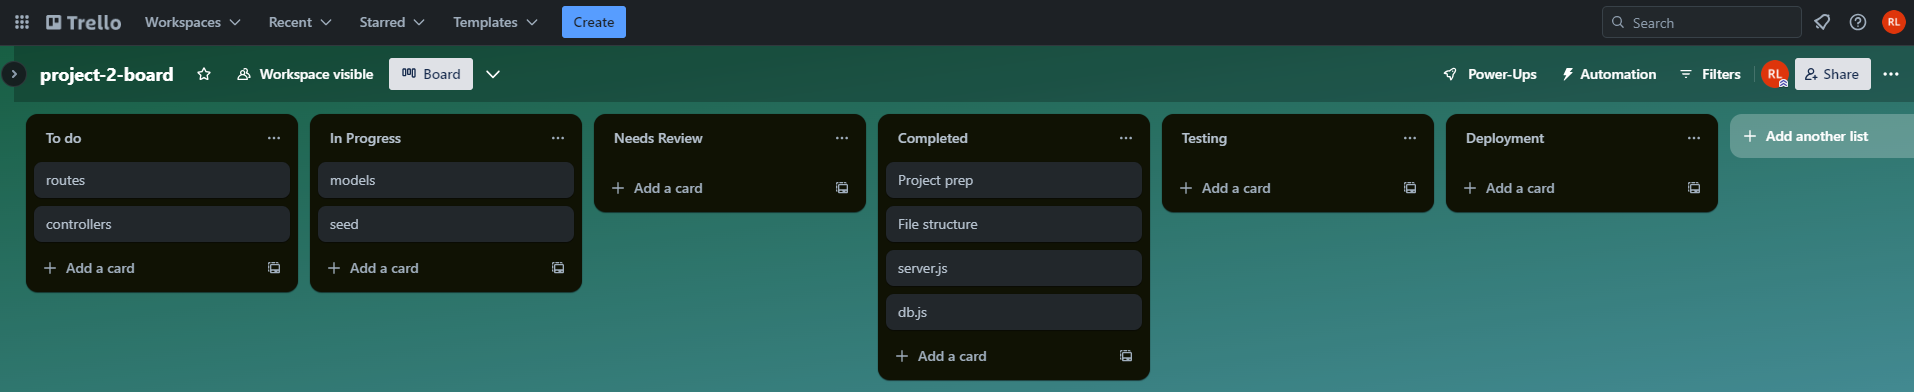 Trello Workspaces Recent Starred Templates Create Search RL
project-2-board Workspace visible Board Power-Ups Automation Filters RL Share
To do
routes
controllers
Add a card
In Progress
models
seed
Add a card
Needs Review
Add a card
Completed
Project prep
File structure
server.js
db.js
Add a card
Testing
Add a card
Deployment
Add a card
Add another list